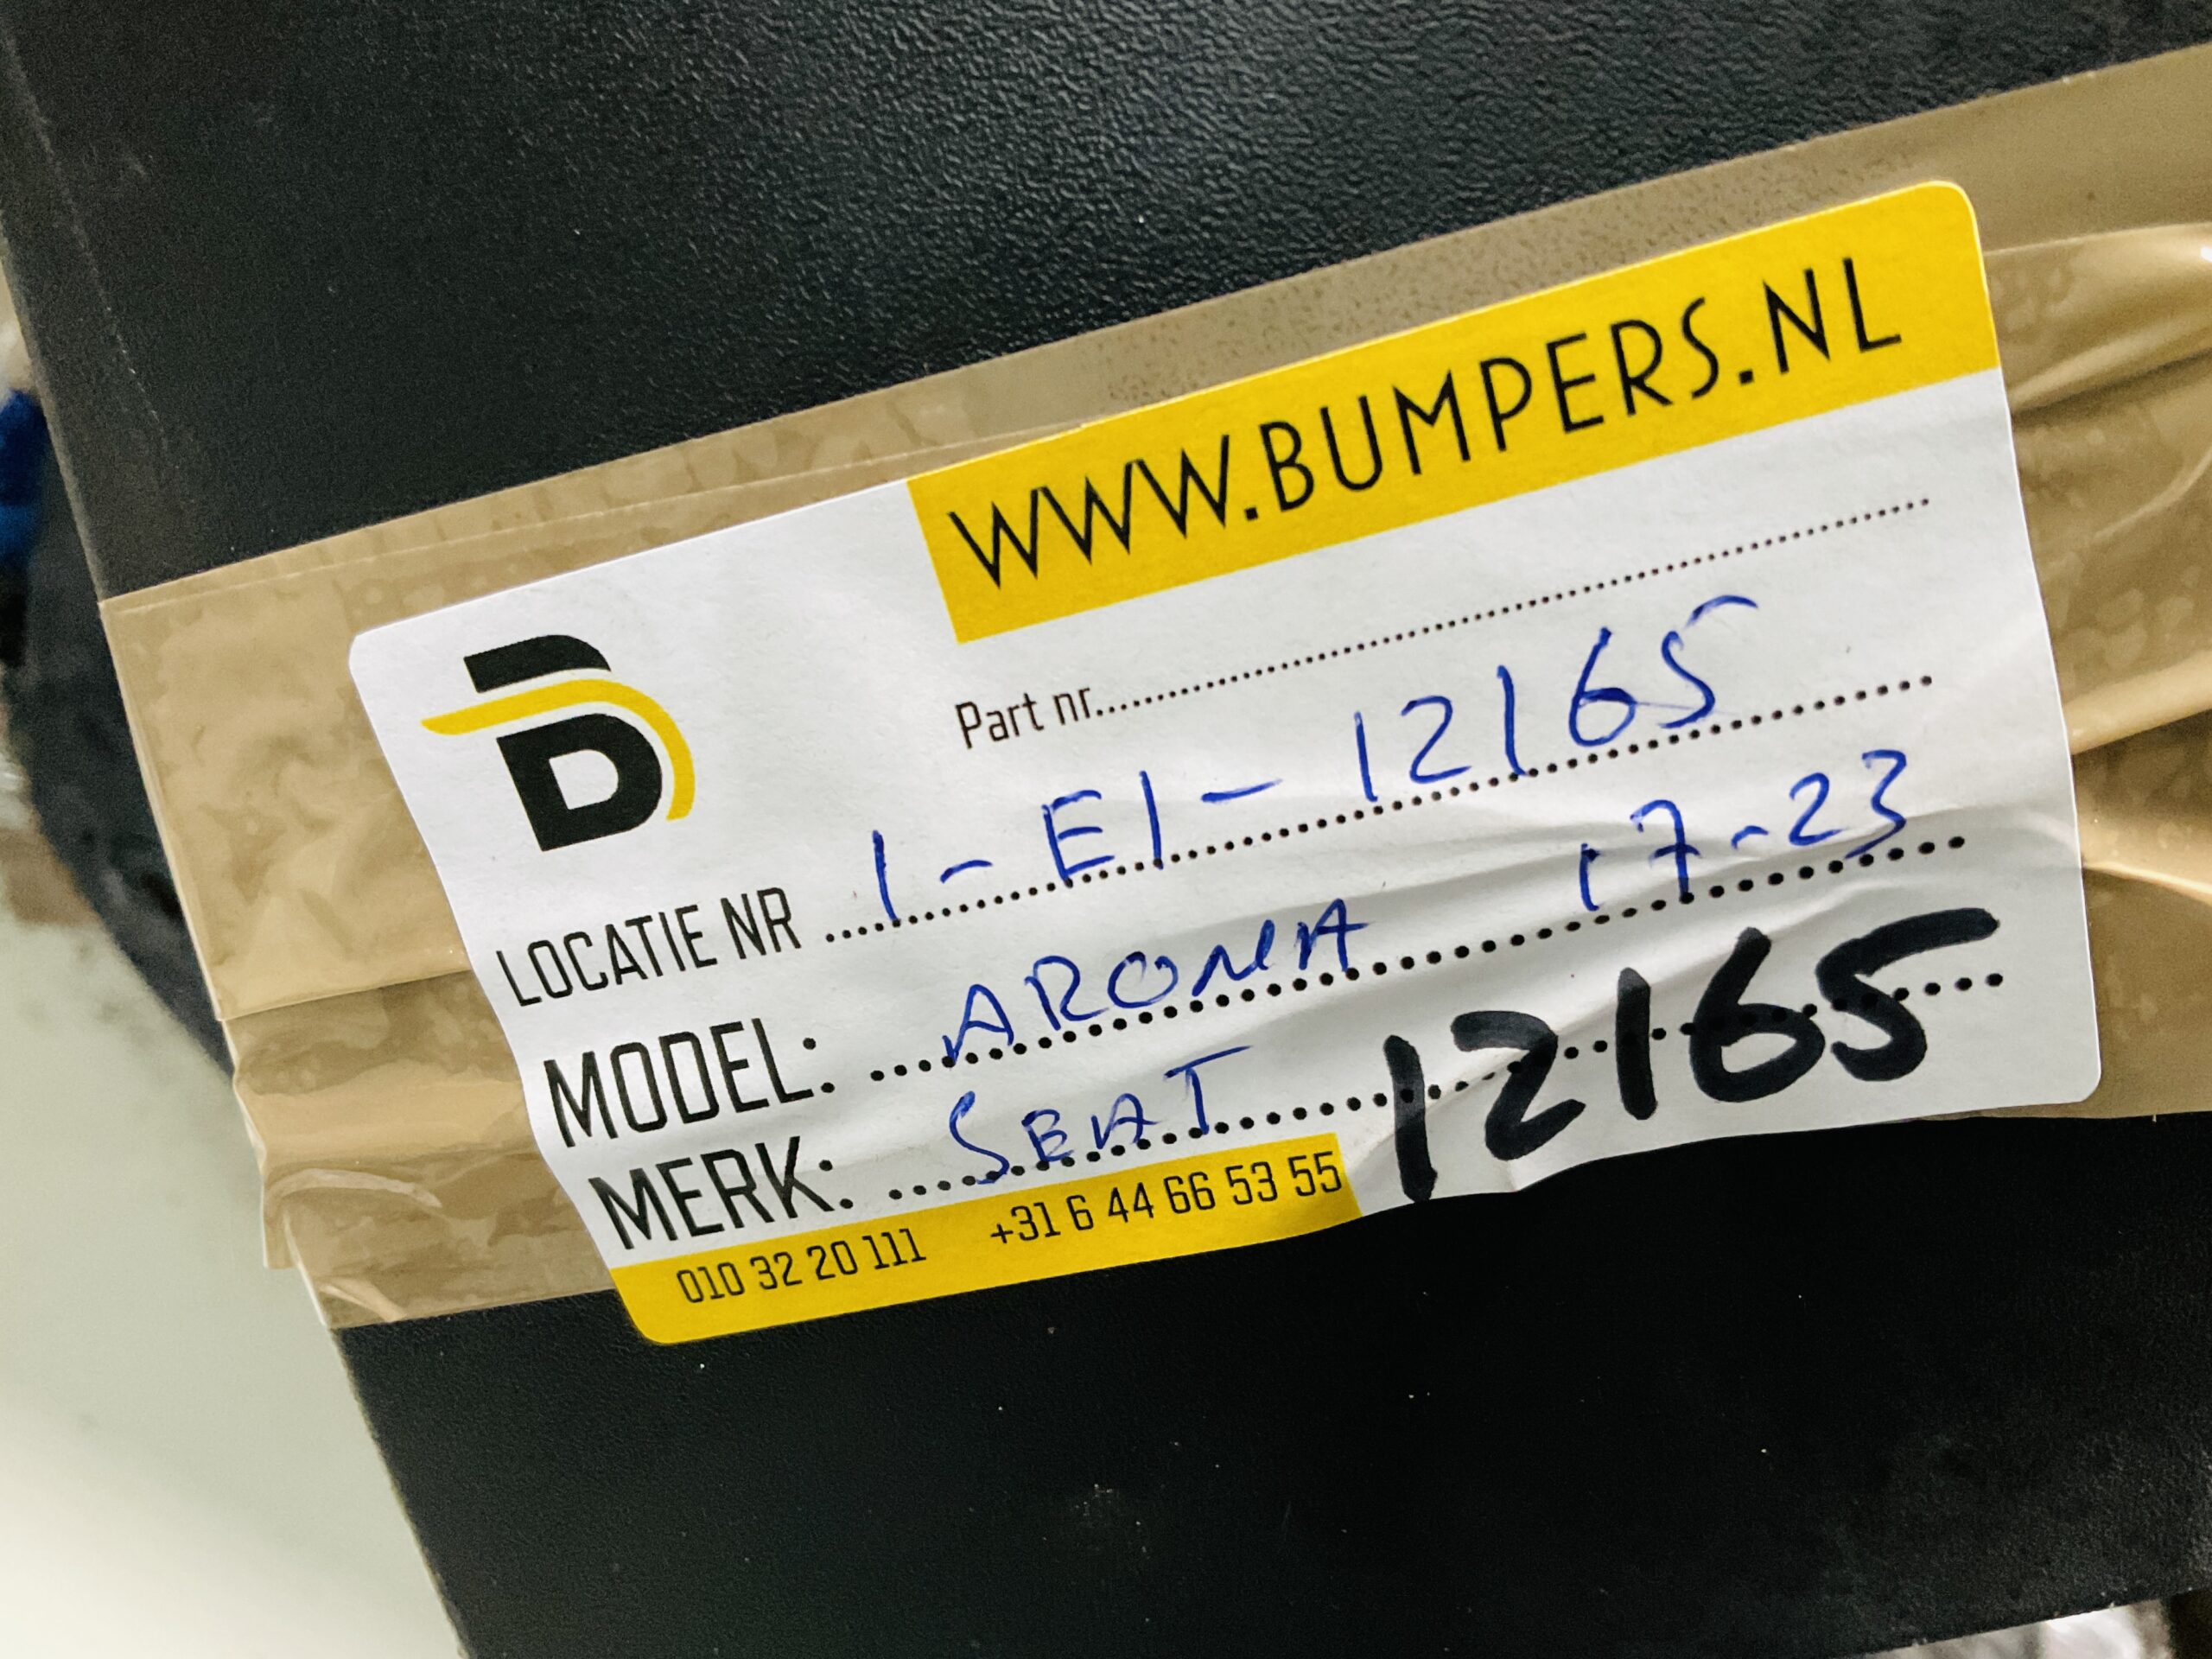 WWW.BUMPERS.NL
Part nr....................
LOCATIE NR 1-E1-12165
MODEL: ARONA 17-23
MERK: SEAT 12165
010 32 20 111 +31 6 44 66 53 55